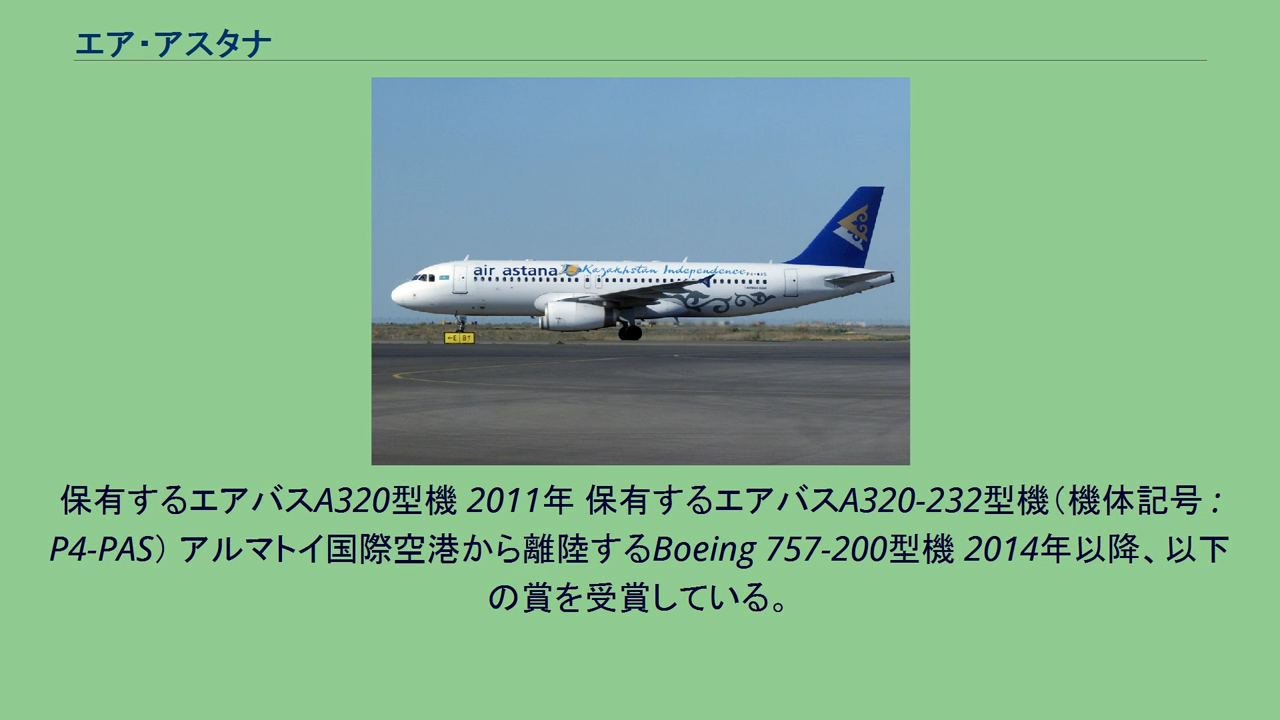 エア・アスタナ
air astana Kazakhstan Independence
保有するエアバスA320型機 2011年 保有するエアバスA320-232型機（機体記号 :
P4-PAS） アルマトイ国際空港から離陸するBoeing 757-200型機 2014年以降、以下
の賞を受賞している。